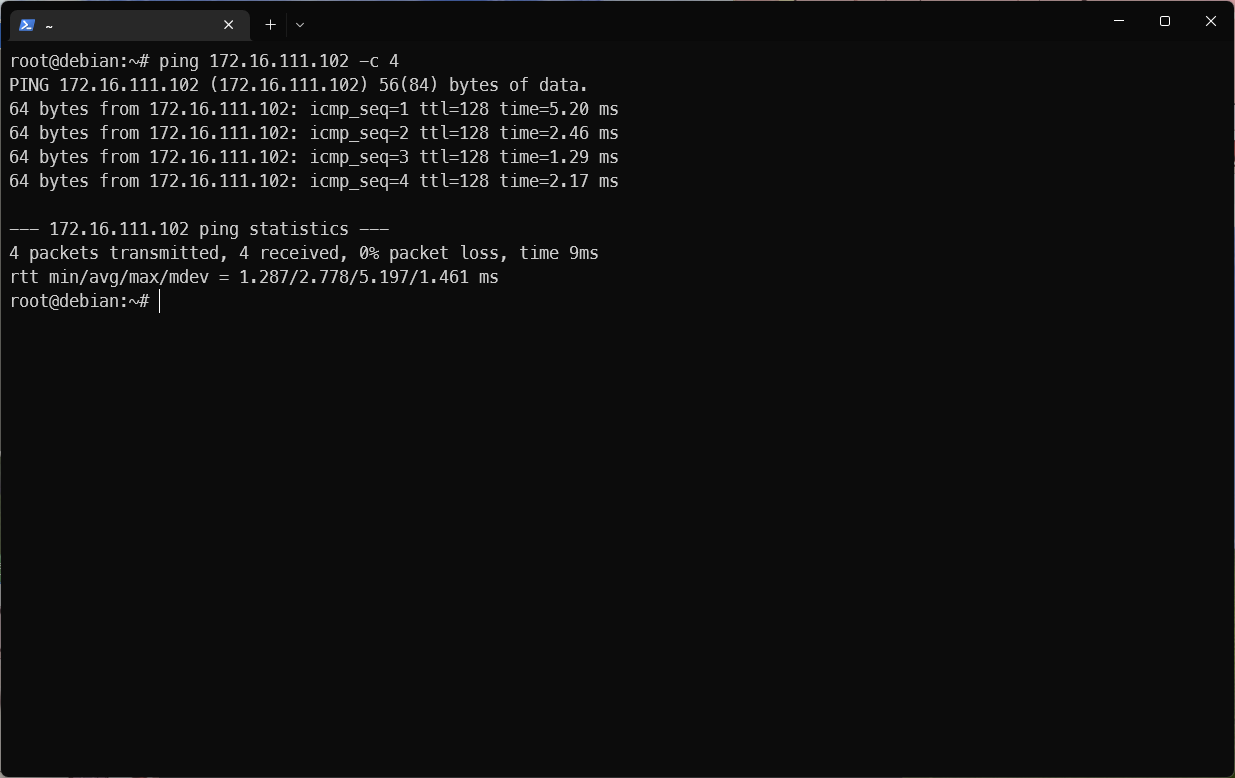 ~
root@debian:~# ping 172.16.111.102 -c 4
PING 172.16.111.102 (172.16.111.102) 56(84) bytes of data.
64 bytes from 172.16.111.102: icmp_seq=1 ttl=128 time=5.20 ms
64 bytes from 172.16.111.102: icmp_seq=2 ttl=128 time=2.46 ms
64 bytes from 172.16.111.102: icmp_seq=3 ttl=128 time=1.29 ms
64 bytes from 172.16.111.102: icmp_seq=4 ttl=128 time=2.17 ms

--- 172.16.111.102 ping statistics ---
4 packets transmitted, 4 received, 0% packet loss, time 9ms
rtt min/avg/max/mdev = 1.287/2.778/5.197/1.461 ms
root@debian:~#